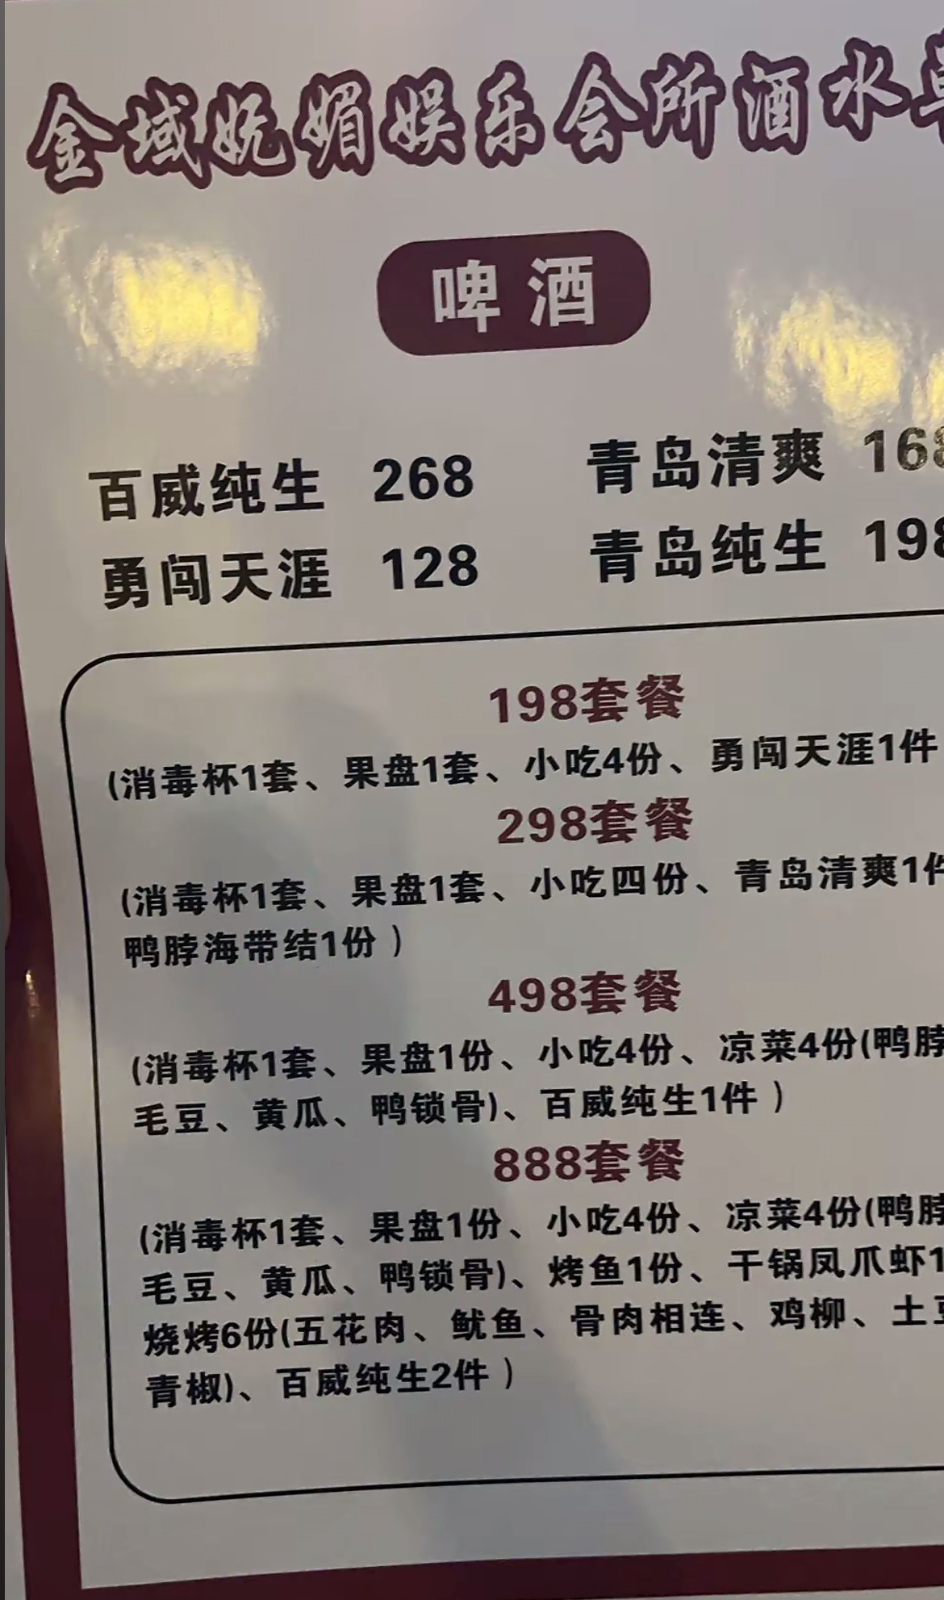 金域妩媚娱乐会所酒水单
啤酒
百威纯生 268 青岛清爽 168
勇闯天涯 128 青岛纯生 198
198套餐
(消毒杯1套、果盘1套、小吃4份、勇闯天涯1件
298套餐
(消毒杯1套、果盘1套、小吃四份、青岛清爽1件
鸭脖海带结1份)
498套餐
(消毒杯1套、果盘1份、小吃4份、凉菜4份(鸭脖
毛豆、黄瓜、鸭锁骨)、百威纯生1件)
888套餐
(消毒杯1套、果盘1份、小吃4份、凉菜4份(鸭脖
毛豆、黄瓜、鸭锁骨)、烤鱼1份、干锅凤爪虾1
烧烤6份(五花肉、鱿鱼、骨肉相连、鸡柳、土豆
青椒)、百威纯生2件)